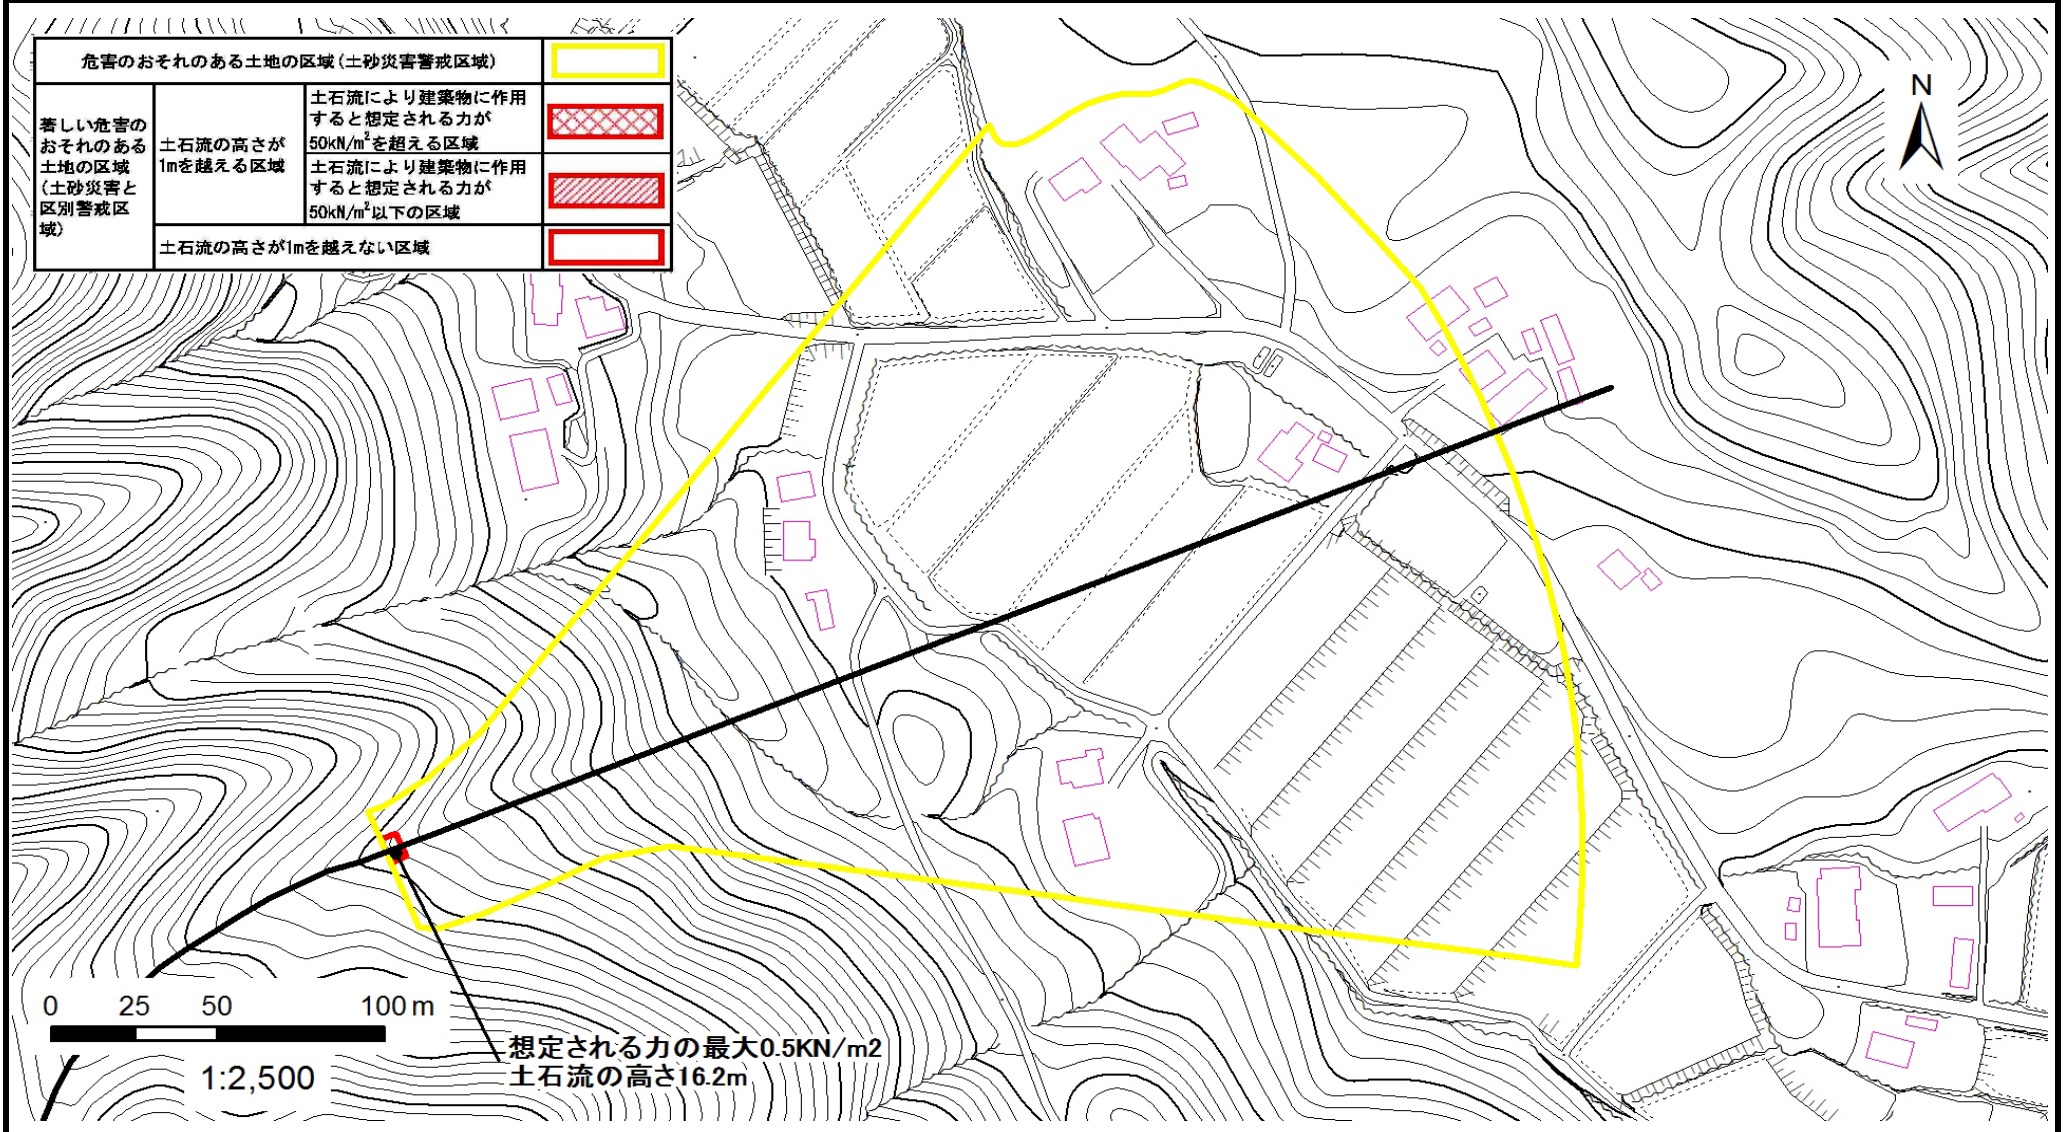 危害のおそれのある土地の区域(土砂災害警戒区域)
著しい危害の
おそれのある
土地の区域
(土砂災害と
区別警戒区
域)
土石流の高さが
1mを越える区域
土石流により建築物に作用
すると想定される力が
50kN/m²を超える区域
土石流により建築物に作用
すると想定される力が
50kN/m²以下の区域
土石流の高さが1mを越えない区域
N
0 25 50 100 m
1:2,500
想定される力の最大0.5KN/m2
土石流の高さ16.2m